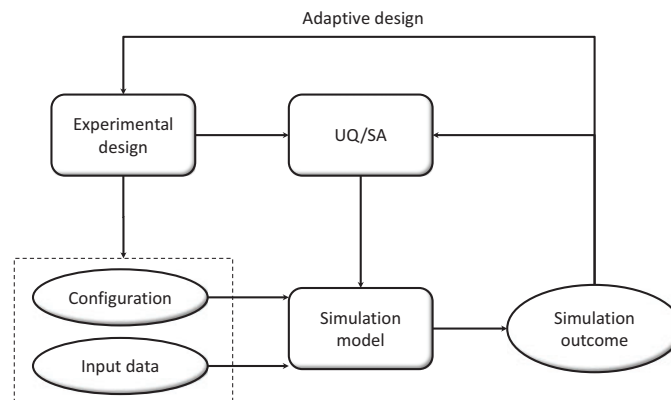 Adaptive design
Experimental
design
UQ/SA
Configuration
Simulation
model
Simulation
outcome
Input data